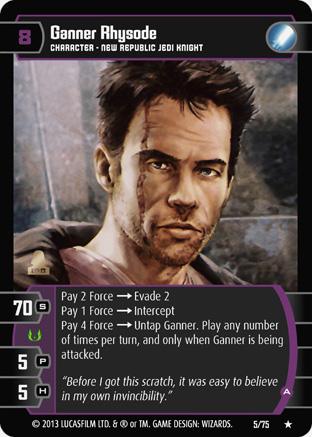 8
Ganner Rhysode
CHARACTER - NEW REPUBLIC JEDI KNIGHT
70 S
Pay 2 Force → Evade 2
Pay 1 Force → Intercept
Pay 4 Force → Untap Ganner. Play any number
of times per turn, and only when Ganner is being
attacked.
5 P
5 H
“Before I got this scratch, it was easy to believe
in my own invincibility.”
A
© 2013 LUCASFILM LTD. & ® or TM. GAME DESIGN: WIZARDS. 5/75